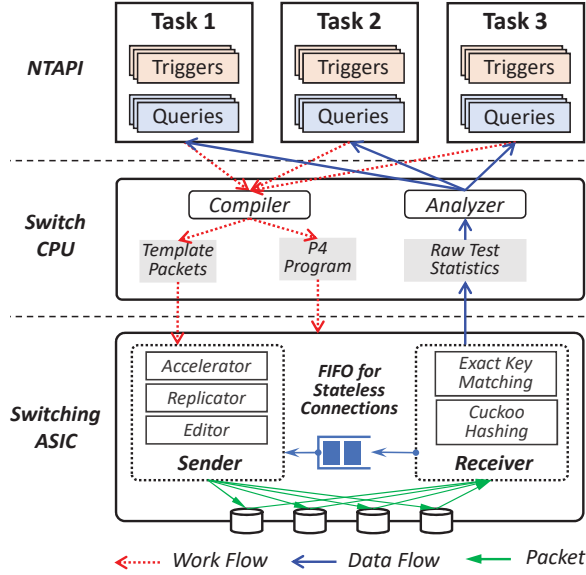 Task 1
Task 2
Task 3
NTAPI
Triggers
Triggers
Triggers
Queries
Queries
Queries
Switch
CPU
Compiler
Analyzer
Template
Packets
P4
Program
Raw Test
Statistics
Switching
ASIC
Accelerator
Replicator
Editor
Sender
FIFO for
Stateless
Connections
Exact Key
Matching
Cuckoo
Hashing
Receiver
Work Flow
Data Flow
Packet